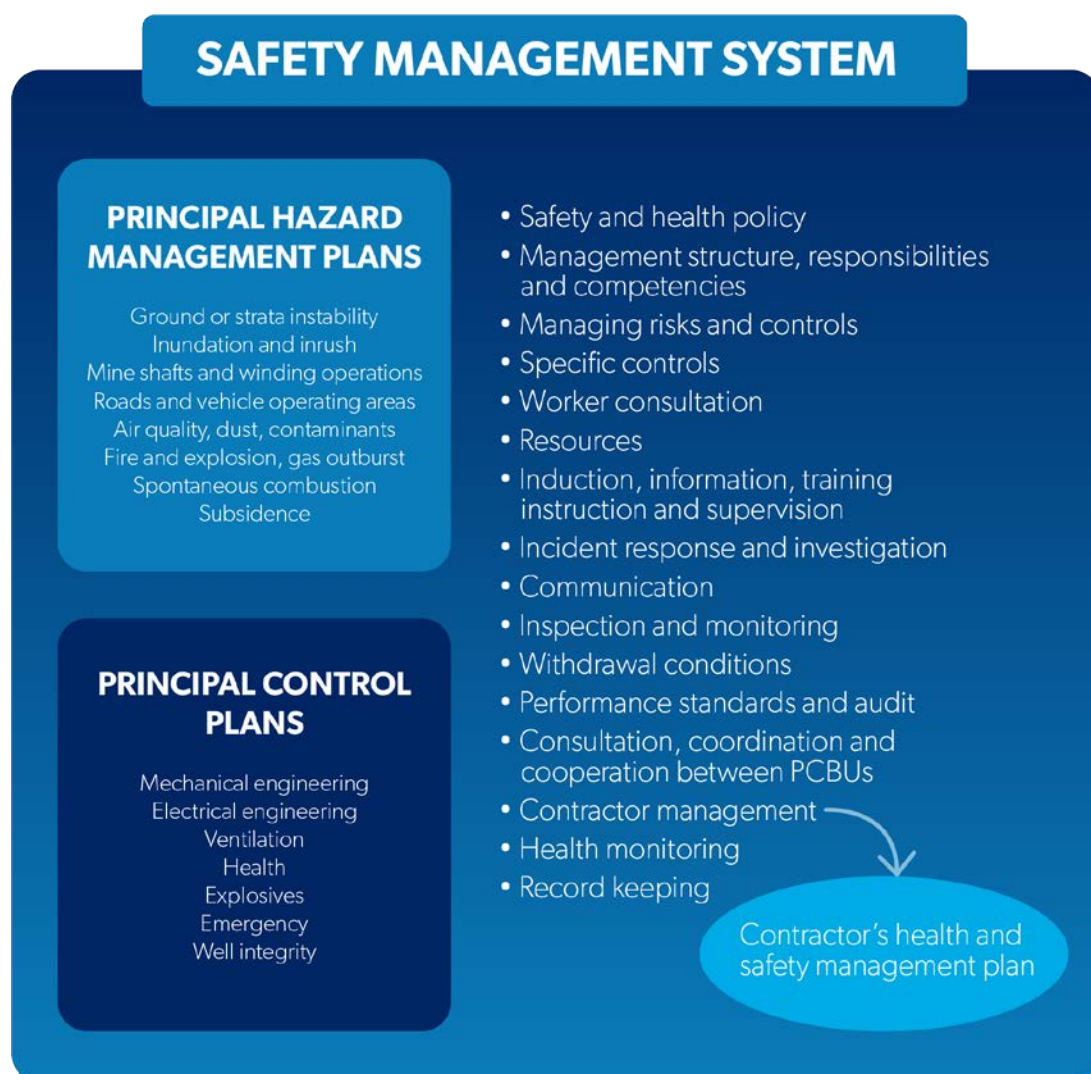 SAFETY MANAGEMENT SYSTEM
PRINCIPAL HAZARD
MANAGEMENT PLANS
Ground or strata instability
Inundation and inrush
Mine shafts and winding operations
Roads and vehicle operating areas
Air quality, dust, contaminants
Fire and explosion, gas outburst
Spontaneous combustion
Subsidence
PRINCIPAL CONTROL
PLANS
Mechanical engineering
Electrical engineering
Ventilation
Health
Explosives
Emergency
Well integrity
• Safety and health policy
• Management structure, responsibilities
and competencies
• Managing risks and controls
• Specific controls
• Worker consultation
• Resources
• Induction, information, training
instruction and supervision
• Incident response and investigation
• Communication
• Inspection and monitoring
• Withdrawal conditions
• Performance standards and audit
• Consultation, coordination and
cooperation between PCBUs
• Contractor management
• Health monitoring
• Record keeping
Contractor's health and
safety management plan